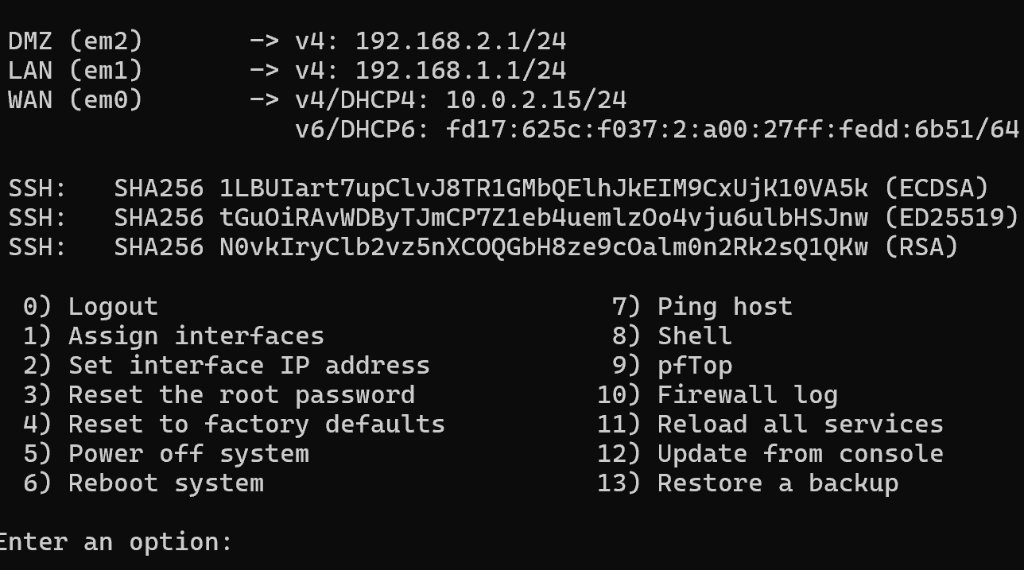 DMZ (em2) -> v4: 192.168.2.1/24
LAN (em1) -> v4: 192.168.1.1/24
WAN (em0) -> v4/DHCP4: 10.0.2.15/24
v6/DHCP6: fd17:625c:f037:2:a00:27ff:fedd:6b51/64
SSH: SHA256 1LBUIart7upClvJ8TR1GMbQElhJkEIM9CxUjK10VA5k (ECDSA)
SSH: SHA256 tGuOiRAvWDByTJmCP7Z1eb4uemlzOo4vju6ulbHSJnw (ED25519)
SSH: SHA256 N0vkIryClb2vz5nXCOQGbH8ze9cOalm0n2Rk2sQ1QKw (RSA)
0) Logout 7) Ping host
1) Assign interfaces 8) Shell
2) Set interface IP address 9) pfTop
3) Reset the root password 10) Firewall log
4) Reset to factory defaults 11) Reload all services
5) Power off system 12) Update from console
6) Reboot system 13) Restore a backup
Enter an option: